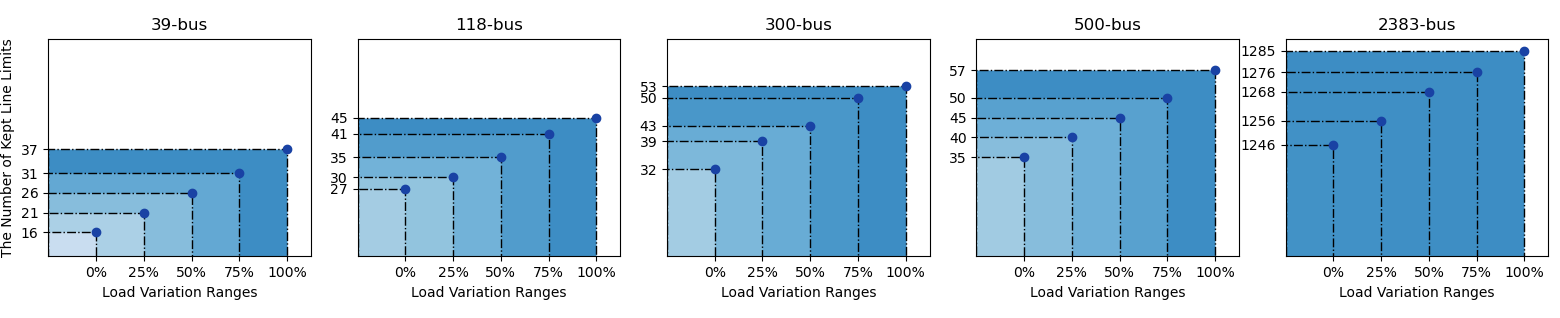 39-bus
118-bus
300-bus
500-bus
2383-bus
The Number of Kept Line Limits
37
31
26
21
16
0% 25% 50% 75% 100%
Load Variation Ranges
45
41
35
30
27
0% 25% 50% 75% 100%
Load Variation Ranges
53
50
43
39
32
0% 25% 50% 75% 100%
Load Variation Ranges
57
50
45
40
35
0% 25% 50% 75% 100%
Load Variation Ranges
1285
1276
1268
1256
1246
0% 25% 50% 75% 100%
Load Variation Ranges